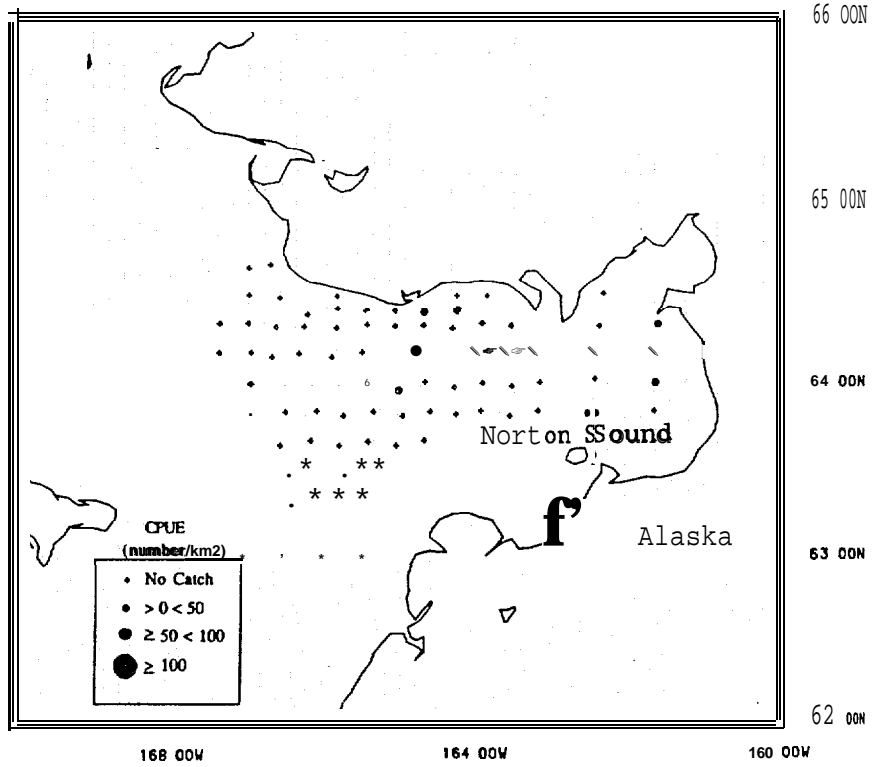 66 00N
65 00N
64 00N
Norton SSound
f’
Alaska
CPUE
(number/km2)
63 00N
No Catch
> 0 < 50
≥ 50 < 100
≥ 100
62 00N
168 00W 164 00W 160 00W